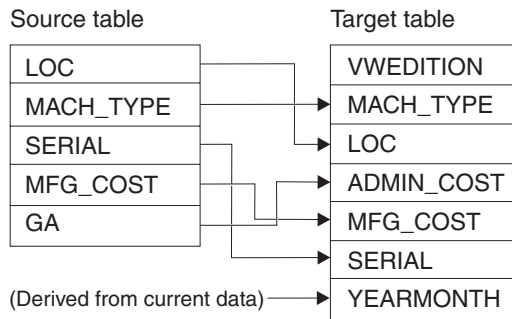 Source table
LOC
MACH_TYPE
SERIAL
MFG_COST
GA
(Derived from current data)
Target table
VWEDITION
MACH_TYPE
LOC
ADMIN_COST
MFG_COST
SERIAL
YEARMONTH